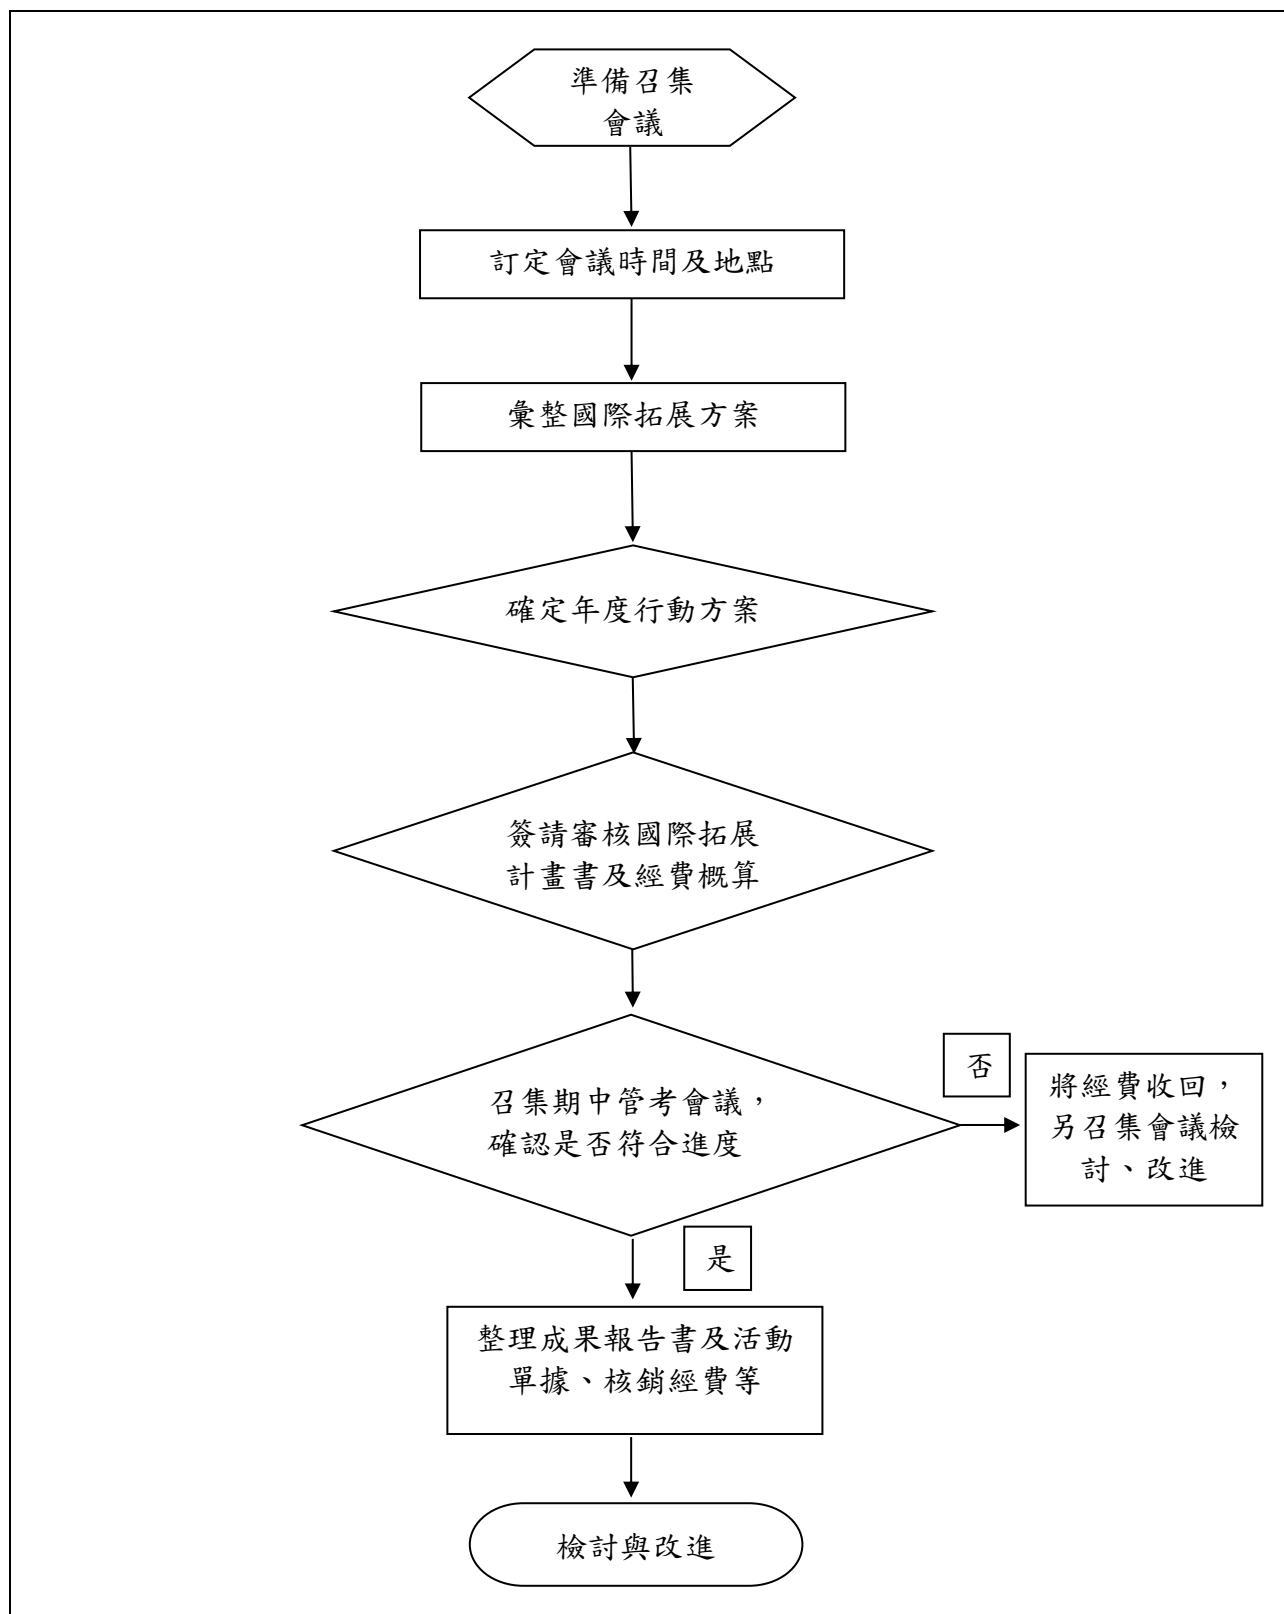 準備召集
會議
訂定會議時間及地點
彙整國際拓展方案
確定年度行動方案
簽請審核國際拓展
計畫書及經費概算
召集期中管考會議，
確認是否符合進度
否
將經費收回，
另召集會議檢
討、改進
是
整理成果報告書及活動
單據、核銷經費等
檢討與改進